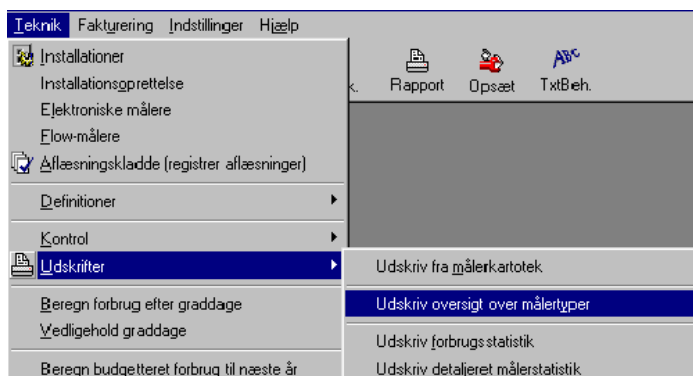 Teknik Fakturering Indstillinger Hjælp
k. Rapport Opsæt TxtBeh.
ABC
Installationer
Installationsoprettelse
Elektroniske målere
Flow-målere
Aflæsningskladde (registrer aflæsninger)
Definitioner
Kontrol
Udskrifter
Beregn forbrug efter graddage
Vedligehold graddage
Beregn budgetteret forbrug til næste år
Udskriv fra målerkartotek
Udskriv oversigt over målertyper
Udskriv forbrugsstatistik
Udskriv detaljeret målerstatistik